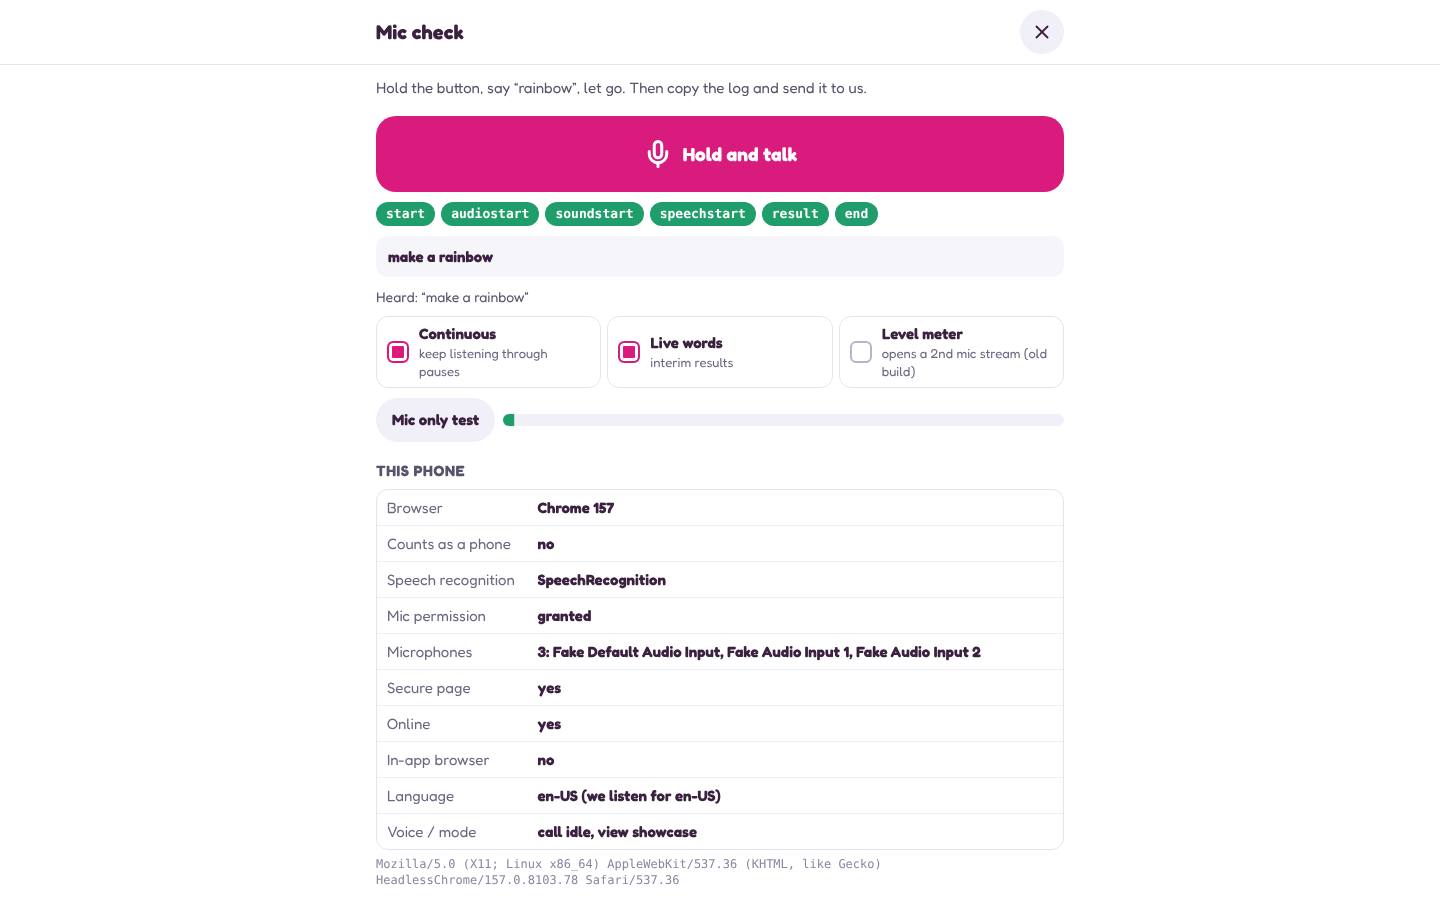 Mic check
Hold the button, say “rainbow”, let go. Then copy the log and send it to us.
Hold and talk
start audiostart soundstart speechstart result end
make a rainbow
Heard: “make a rainbow”
Continuous
keep listening through
pauses
Live words
interim results
Level meter
opens a 2nd mic stream (old
build)
Mic only test
THIS PHONE
Browser Chrome 157
Counts as a phone no
Speech recognition SpeechRecognition
Mic permission granted
Microphones 3: Fake Default Audio Input, Fake Audio Input 1, Fake Audio Input 2
Secure page yes
Online yes
In-app browser no
Language en-US (we listen for en-US)
Voice / mode call idle, view showcase
Mozilla/5.0 (X11; Linux x86_64) AppleWebKit/537.36 (KHTML, like Gecko)
HeadlessChrome/157.0.8103.78 Safari/537.36